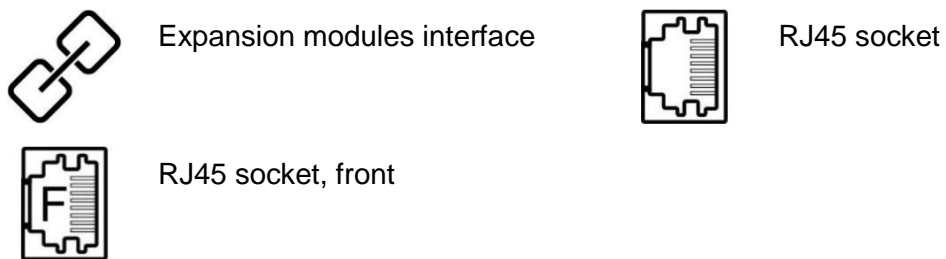 Expansion modules interface
RJ45 socket
F
RJ45 socket, front